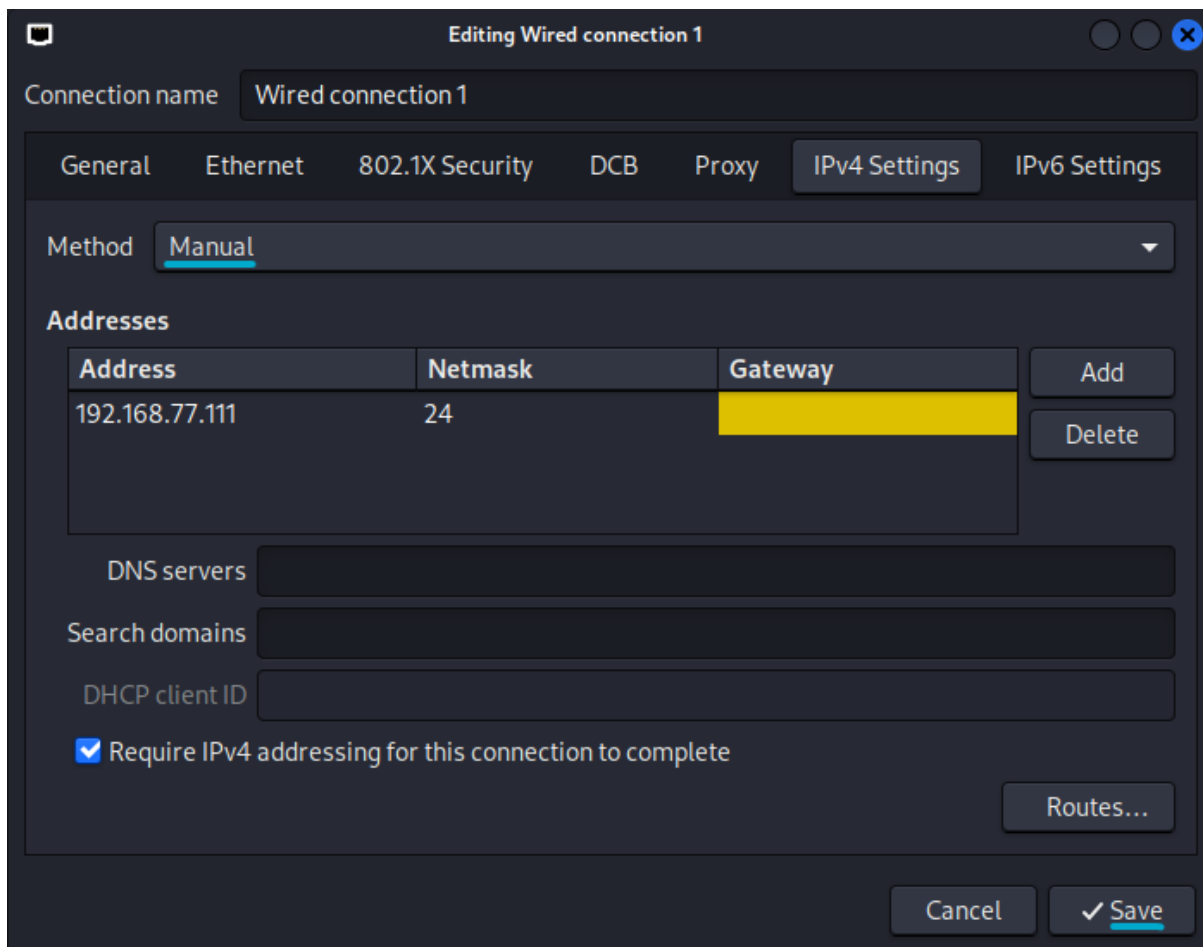 Editing Wired connection 1
Connection name Wired connection 1
General Ethernet 802.1X Security DCB Proxy IPv4 Settings IPv6 Settings
Method Manual
Addresses
Address Netmask Gateway Add
192.168.77.111 24
Delete
DNS servers
Search domains
DHCP client ID
Require IPv4 addressing for this connection to complete
Routes...
Cancel Save